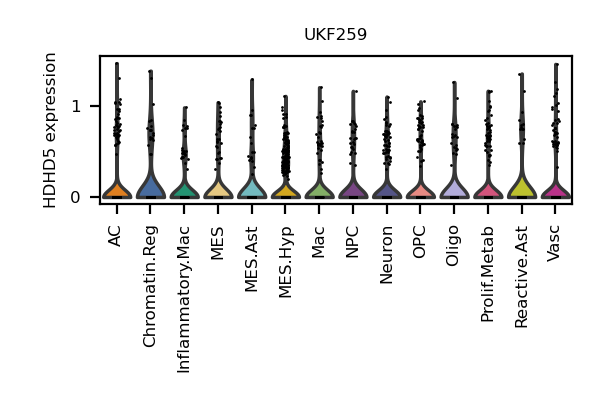 UKF259
HDHD5 expression
1
0
AC
Chromatin.Reg
Inflammatory.Mac
MES
MES.Ast
MES.Hyp
Mac
NPC
Neuron
OPC
Oligo
Prolif.Metab
Reactive.Ast
Vasc